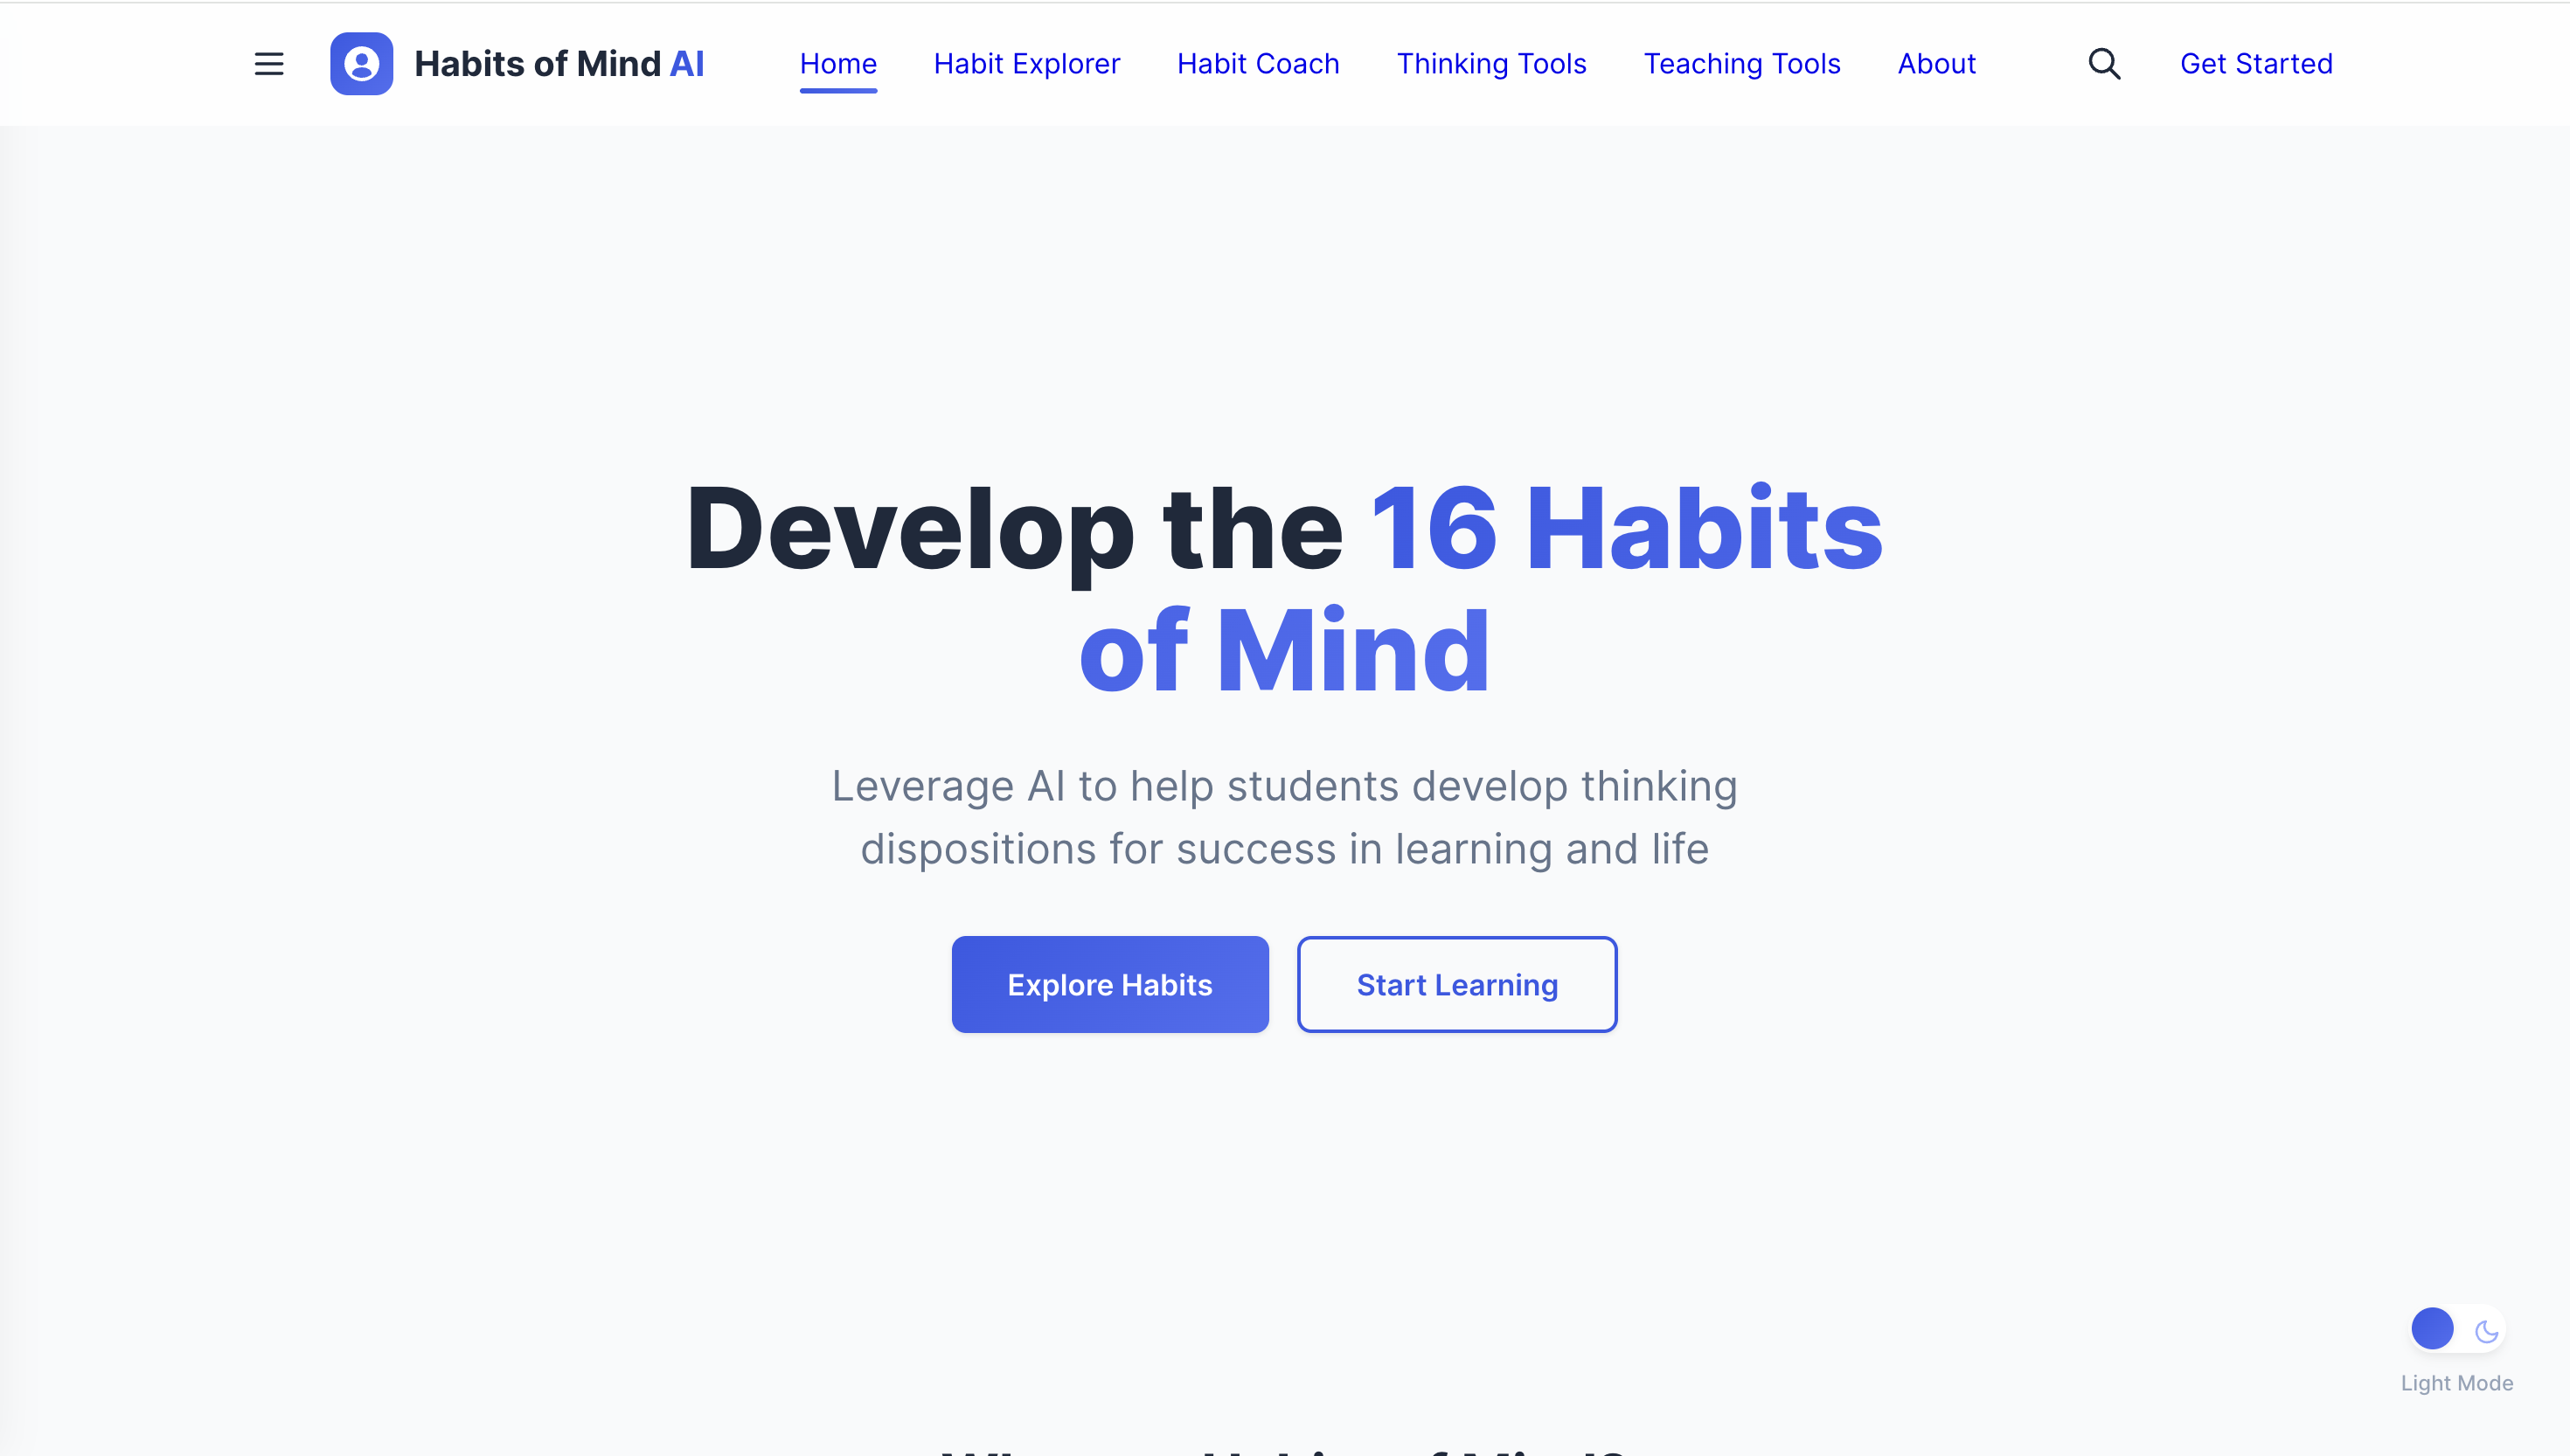 Habits of Mind AI
Home
Habit Explorer
Habit Coach
Thinking Tools
Teaching Tools
About
Get Started
Develop the 16 Habits
of Mind
Leverage AI to help students develop thinking
dispositions for success in learning and life
Explore Habits
Start Learning
Light Mode